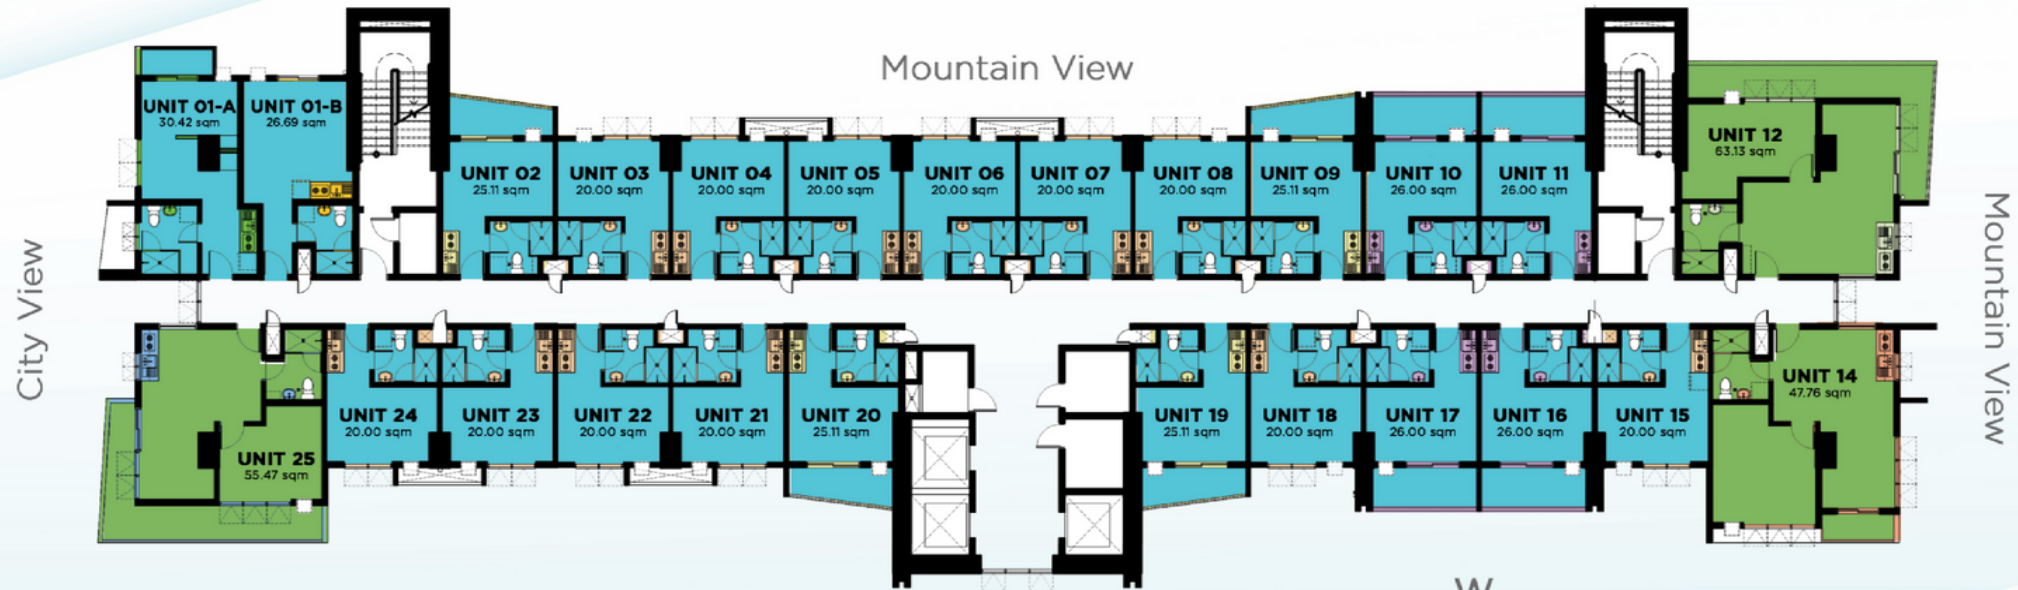 Mountain View
UNIT 01-A
30.42 sqm
UNIT 01-B
26.69 sqm
UNIT 02
25.11 sqm
UNIT 03
20.00 sqm
UNIT 04
20.00 sqm
UNIT 05
20.00 sqm
UNIT 06
20.00 sqm
UNIT 07
20.00 sqm
UNIT 08
20.00 sqm
UNIT 09
25.11 sqm
UNIT 10
26.00 sqm
UNIT 11
26.00 sqm
UNIT 12
63.13 sqm
City View
Mountain View
UNIT 25
55.47 sqm
UNIT 24
20.00 sqm
UNIT 23
20.00 sqm
UNIT 22
20.00 sqm
UNIT 21
20.00 sqm
UNIT 20
25.11 sqm
UNIT 19
25.11 sqm
UNIT 18
20.00 sqm
UNIT 17
26.00 sqm
UNIT 16
26.00 sqm
UNIT 15
20.00 sqm
UNIT 14
47.76 sqm
W